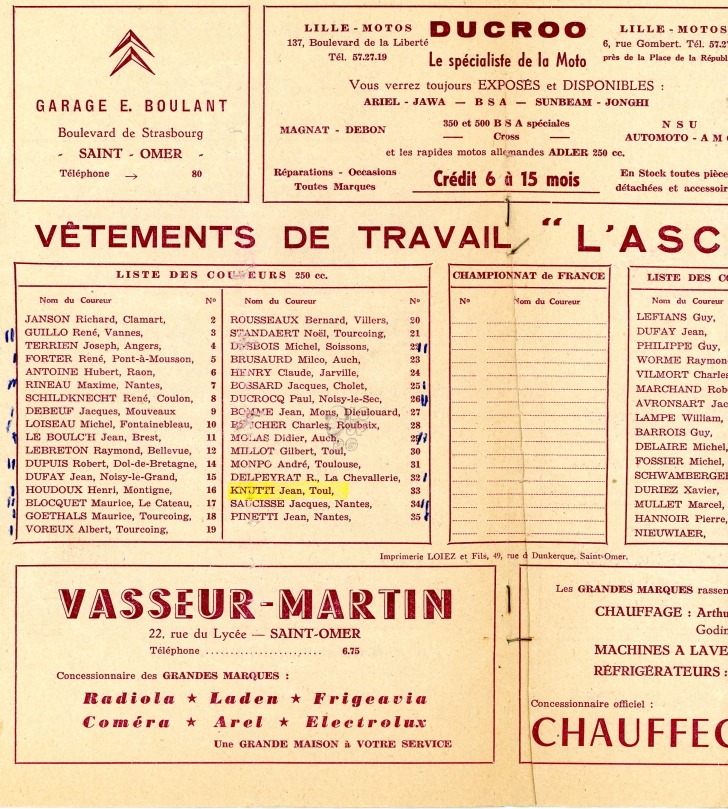 GARAGE E. BOULANT
Boulevard de Strasbourg
- SAINT - OMER -
Téléphone → 80
LILLE - MOTOS DUCROO LILLE - MOTOS
137, Boulevard de la Liberté
Tél. 57.27.19
Le spécialiste de la Moto
6, rue Gombert. Tél. 57.27
près de la Place de la Républ
Vous verrez toujours EXPOSÉS et DISPONIBLES :
ARIEL - JAWA — B S A — SUNBEAM - JONGHI
MAGNAT - DEBON
350 et 500 B S A spéciales
Cross
N S U
AUTOMOTO - A M
et les rapides motos allemandes ADLER 250 cc.
Réparations - Occasions
Toutes Marques
Crédit 6 à 15 mois
En Stock toutes pièce
détachées et accessoir
VÊTEMENTS DE TRAVAIL "L'ASC
LISTE DES COUREURS 250 cc.
Nom du Coureur Nº
JANSON Richard, Clamart, 2
GUILLO René, Vannes, 3
TERRIEN Joseph, Angers, 4
FORTER René, Pont-à-Mousson, 5
ANTOINE Hubert, Raon, 6
RINEAU Maxime, Nantes, 7
SCHILDKNECHT René, Coulon, 8
DEBEUF Jacques, Mouveaux 9
LOISEAU Michel, Fontainebleau, 10
LE BOULC'H Jean, Brest, 11
LEBRETON Raymond, Bellevue, 12
DUPUIS Robert, Dol-de-Bretagne, 14
DUFAY Jean, Noisy-le-Grand, 15
HOUDOUX Henri, Montigne, 16
BLOCQUET Maurice, Le Cateau, 17
GOETHALS Maurice, Tourcoing, 18
VOREUX Albert, Tourcoing, 19
Nom du Coureur Nº
ROUSSEAUX Bernard, Villers, 20
STANDAERT Noël, Tourcoing, 21
Michel, Soissons, 22
BRUSAURD Milco, Auch, 23
HENRY Claude, Jarville, 24
BOSSARD Jacques, Cholet, 25
DUCROCQ Paul, Noisy-le-Sec, 26
Jean, Mons, Dieulouard, 27
Charles, Roubaix, 28
MOLAS Didier, Auch, 29
MILLOT Gilbert, Toul, 30
MONPO André, Toulouse, 31
DELPEYRAT R., La Chevallerie, 32
KNUTTI Jean, Toul, 33
SAUCISSE Jacques, Nantes, 34
PINETTI Jean, Nantes, 35
CHAMPIONNAT de FRANCE
Nº Nom du Coureur
LISTE DES CO
Nom du Coureur
LEFIANS Guy,
DUFAY Jean,
PHILIPPE Guy,
WORME Raymon
VILMORT Charles
MARCHAND Rob
AVRONSART Jac
LAMPE William,
BARROIS Guy,
DELAIRE Michel,
FOSSIER Michel,
SCHWAMBERGE
DURIEZ Xavier,
MULLET Marcel,
HANNOIR Pierre,
NIEUWIAER,
Imprimerie LOIEZ et Fils, 49, rue d Dunkerque, Saint-Omer.
VASSEUR-MARTIN
22, rue du Lycée — SAINT-OMER
Téléphone ....................... 6.75
Concessionnaire des GRANDES MARQUES :
Radiola ★ Laden ★ Frigeavia
Coméra ★ Arel ★ Electrolux
Une GRANDE MAISON à VOTRE SERVICE
Les GRANDES MARQUES rassem
CHAUFFAGE : Arthu
Godin
MACHINES A LAVE
RÉFRIGÉRATEURS :
Concessionnaire officiel :
CHAUFFEC